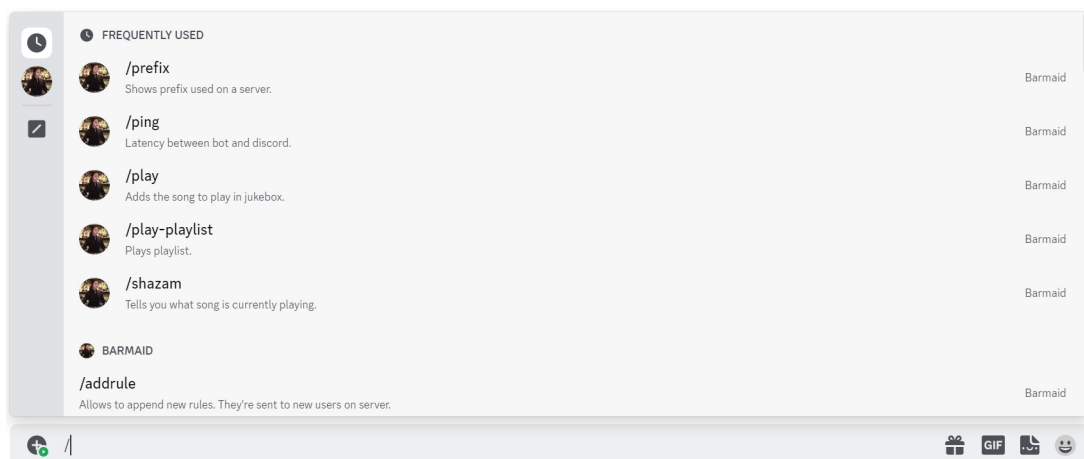 FREQUENTLY USED
/prefix
Shows prefix used on a server.
Barmaid
/ping
Latency between bot and discord.
Barmaid
/play
Adds the song to play in jukebox.
Barmaid
/play-playlist
Plays playlist.
Barmaid
/shazam
Tells you what song is currently playing.
Barmaid
BARMAID
/addrule
Allows to append new rules. They're sent to new users on server.
Barmaid
/
GIF